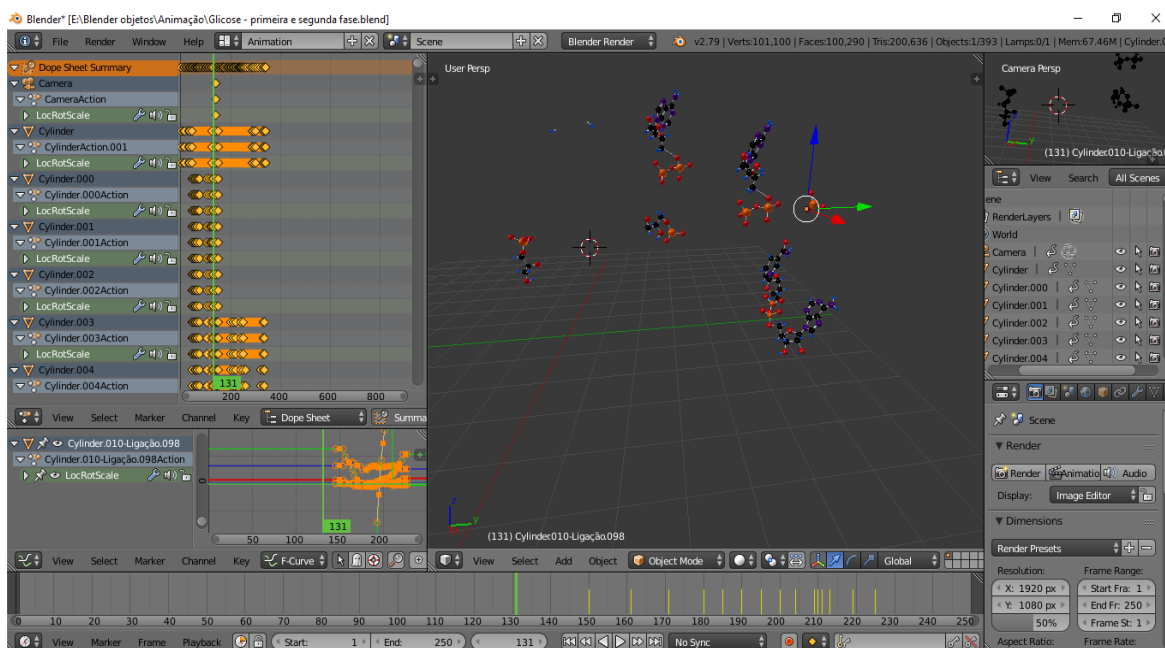 Blender* [E:\Blender objetos\Animação\Glicose - primeira e segunda fase.blend]
File Render Window Help Animation Scene Blender Render v2.79 | Verts:101,100 | Faces:100,290 | Tris:200,636 | Objects:1/393 | Lamps:0/1 | Mem:67.46M | Cylinder.0
Dope Sheet Summary
Camera
CameraAction
LocRotScale
Cylinder
CylinderAction.001
LocRotScale
Cylinder.000
Cylinder.000Action
LocRotScale
Cylinder.001
Cylinder.001Action
LocRotScale
Cylinder.002
Cylinder.002Action
LocRotScale
Cylinder.003
Cylinder.003Action
LocRotScale
Cylinder.004
Cylinder.004Action
131
200 400 600 800
View Select Marker Channel Key Dope Sheet Summa
Cylinder.010-Ligação.098
Cylinder.010-Ligação.098Action
LocRotScale
0
131
50 100 150 200
View Select Marker Channel Key F-Curve
User Persp
z
y
(131) Cylinder.010-Ligação.098
View Select Add Object Object Mode Global
Camera Persp
y
(131) Cylinder.010-Ligação.
View Search All Scenes
ene
RenderLayers
World
Camera
Cylinder
Cylinder.000
Cylinder.001
Cylinder.002
Cylinder.003
Cylinder.004
Scene
Render
Render Animatio Audio
Display: Image Editor
Dimensions
Render Presets
Resolution: Frame Range:
X: 1920 px Start Fra: 1
Y: 1080 px End Fr: 250
50% Frame St: 1
Aspect Ratio: Frame Rate:
0 10 20 30 40 50 60 70 80 90 100 110 120 130 140 150 160 170 180 190 200 210 220 230 240 250
View Marker Frame Playback Start: 1 End: 250 131 No Sync